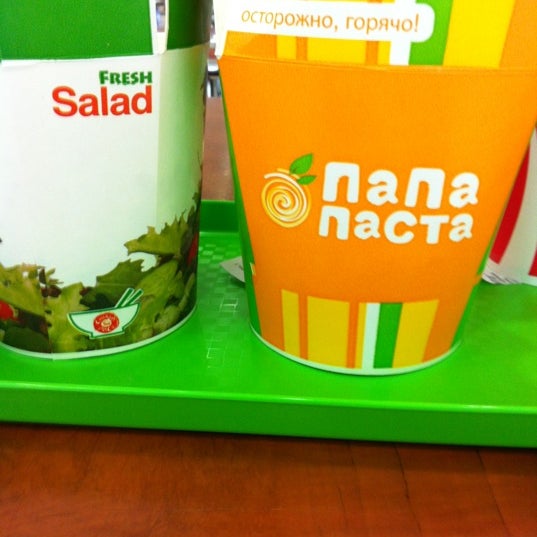 FRESH
Salad
осторожно, горячо!
папа
паста